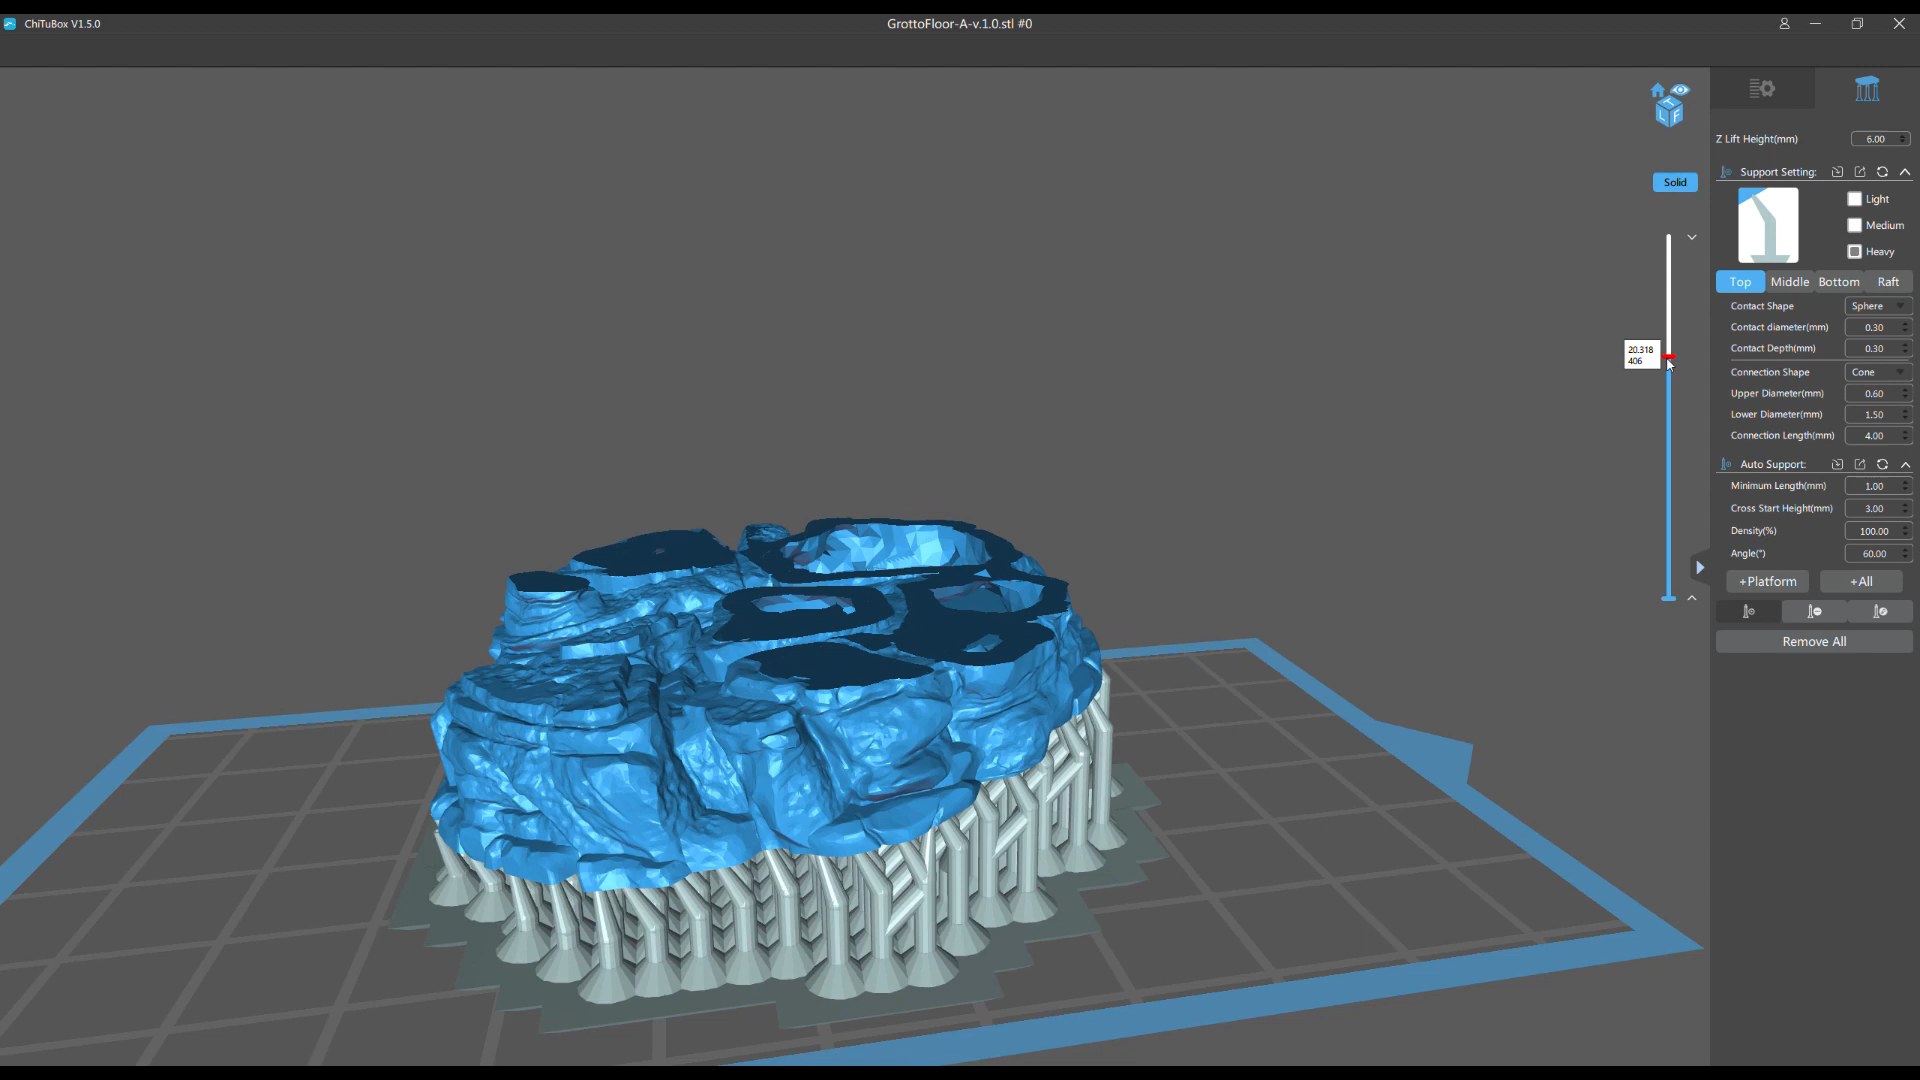 ChiTuBox V1.5.0
GrottoFloor-A-v.1.0.stl #0
Z Lift Height(mm) 6.00
Solid
Support Setting:
Light
Medium
Heavy
Top Middle Bottom Raft
Contact Shape Sphere
Contact diameter(mm) 0.30
20.318
406
Contact Depth(mm) 0.30
Connection Shape Cone
Upper Diameter(mm) 0.60
Lower Diameter(mm) 1.50
Connection Length(mm) 4.00
Auto Support:
Minimum Length(mm) 1.00
Cross Start Height(mm) 3.00
Density(%) 100.00
Angle(°) 60.00
+Platform +All
Remove All
T
L F